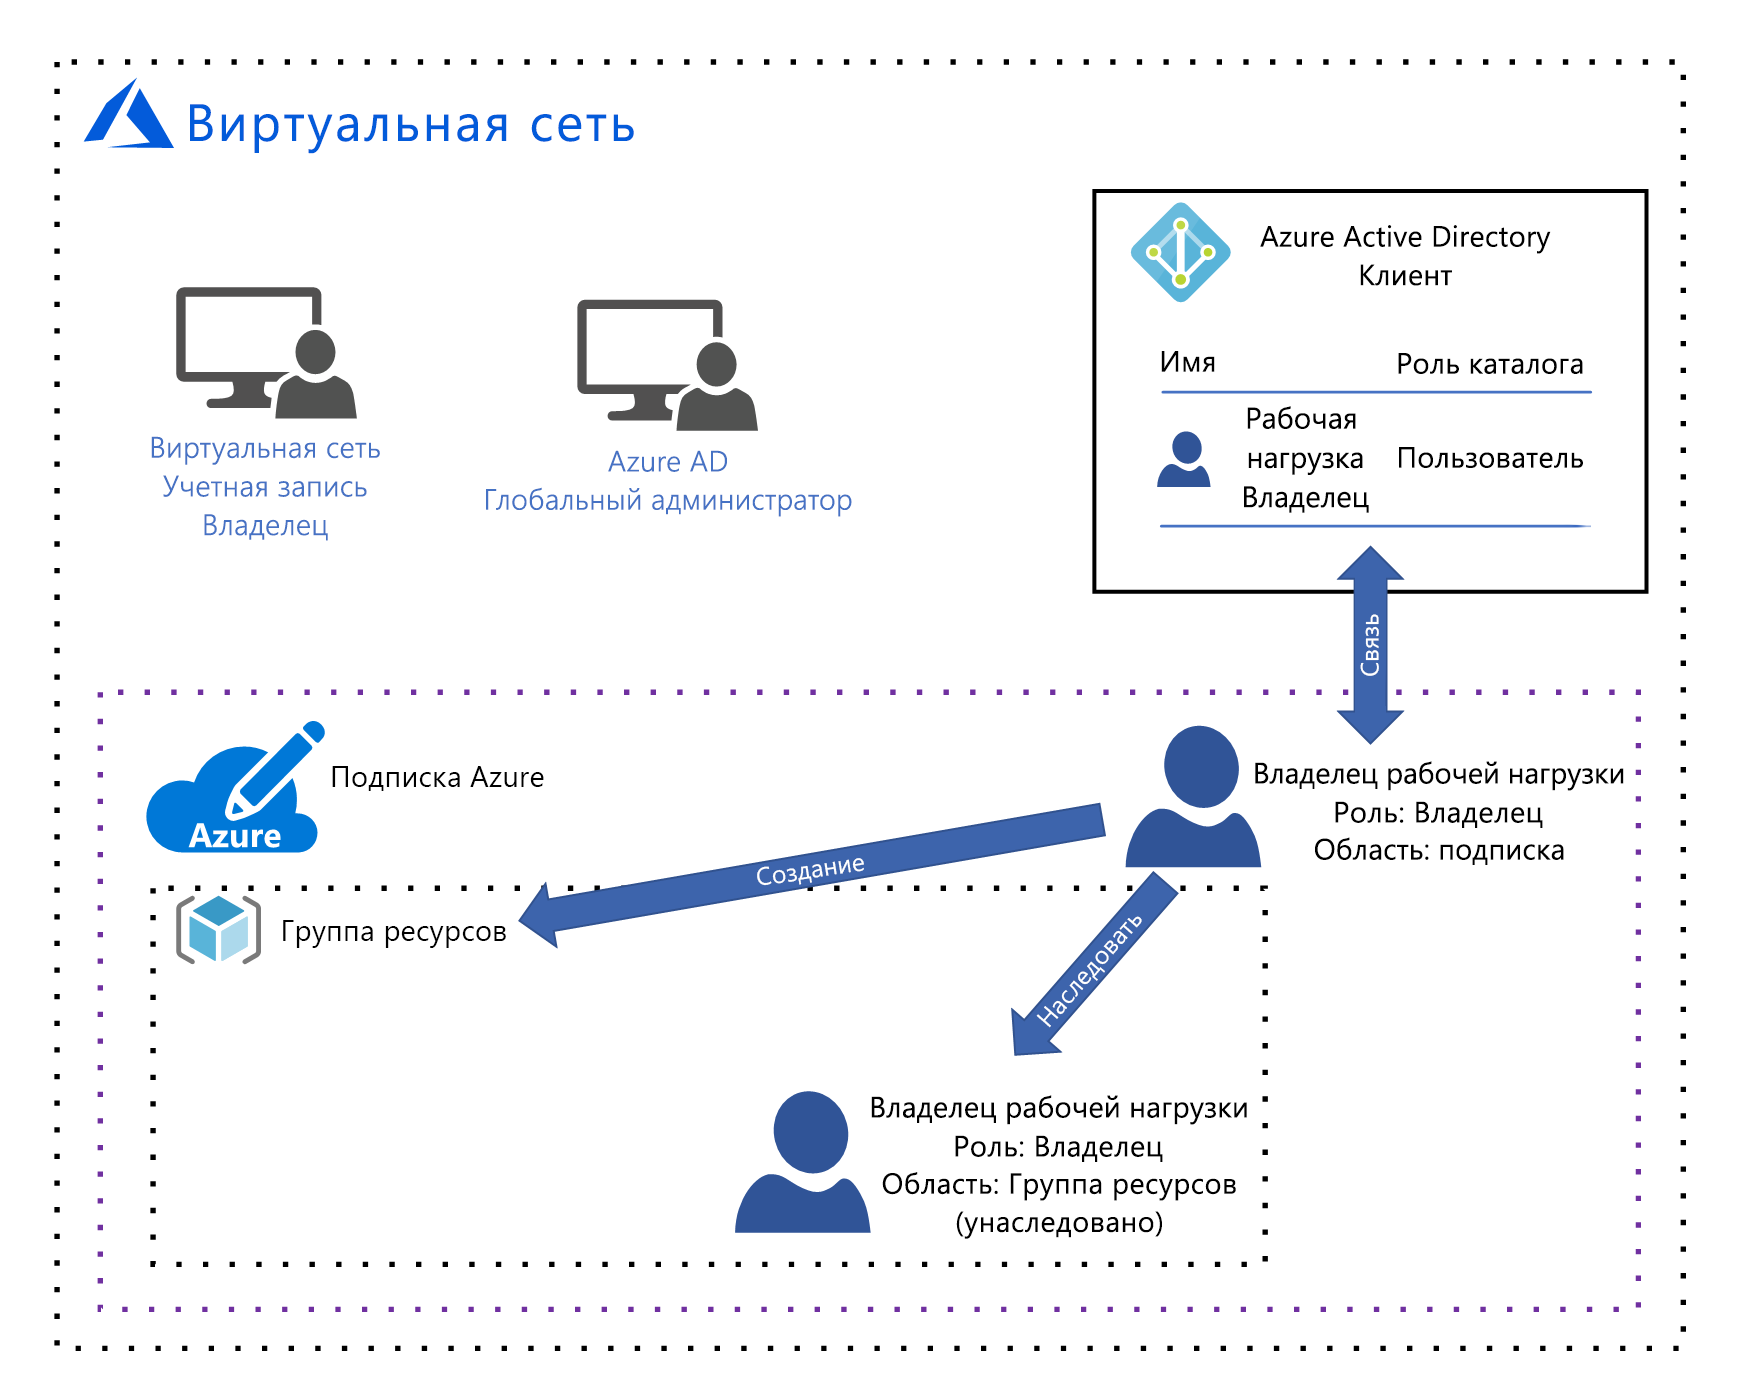 Виртуальная сеть
Azure Active Directory
Клиент
Имя
Роль каталога
Рабочая
нагрузка
Владелец
Пользователь
Виртуальная сеть
Учетная запись
Владелец
Azure AD
Глобальный администратор
Связь
Azure
Подписка Azure
Владелец рабочей нагрузки
Роль: Владелец
Область: подписка
Создание
Группа ресурсов
Наследовать
Владелец рабочей нагрузки
Роль: Владелец
Область: Группа ресурсов
(унаследовано)